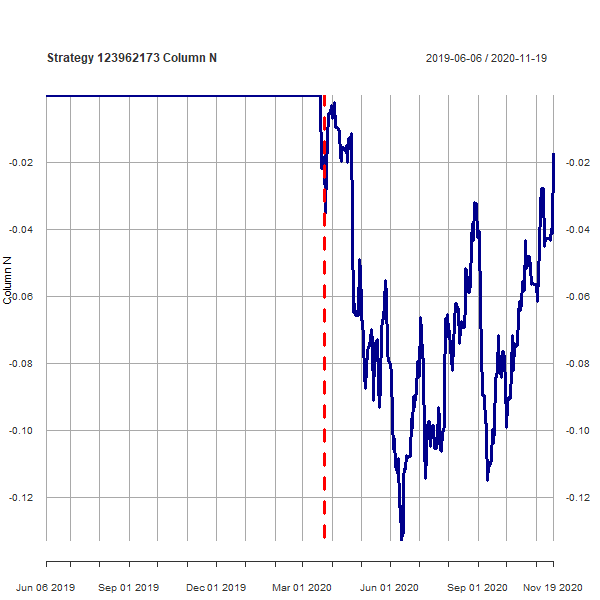 Strategy 123962173 Column N
2019-06-06 / 2020-11-19
-0.02 -0.02
-0.04 -0.04
Column N
-0.06 -0.06
-0.08 -0.08
-0.10 -0.10
-0.12 -0.12
Jun 06 2019 Sep 01 2019 Dec 01 2019 Mar 01 2020 Jun 01 2020 Sep 01 2020 Nov 19 2020